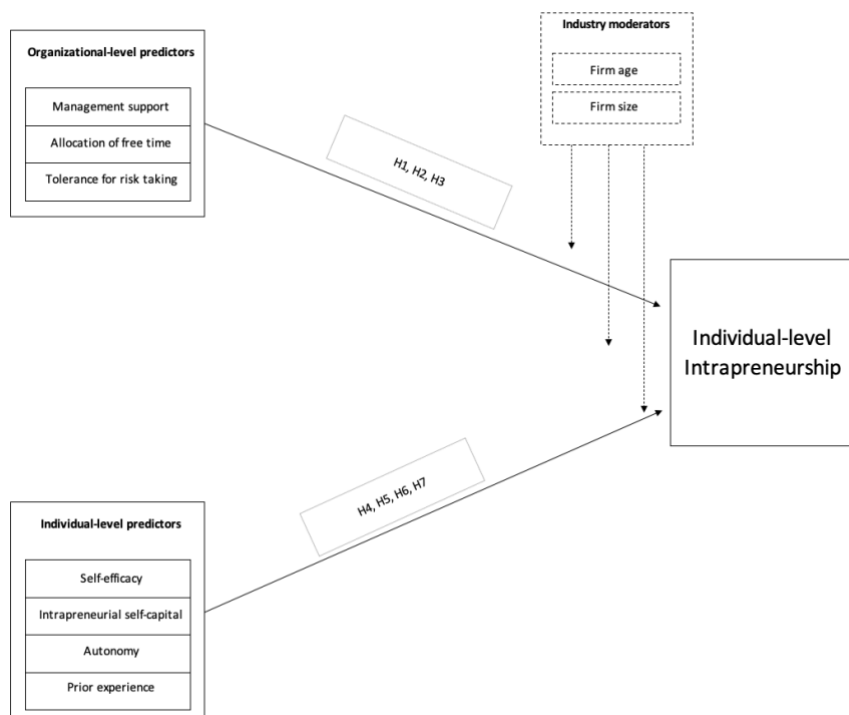 Industry moderators
Firm age
Firm size
Organizational-level predictors
Management support
Allocation of free time
Tolerance for risk taking
H1, H2, H3
Individual-level
Intrapreneurship
H4, H5, H6, H7
Individual-level predictors
Self-efficacy
Intrapreneurial self-capital
Autonomy
Prior experience